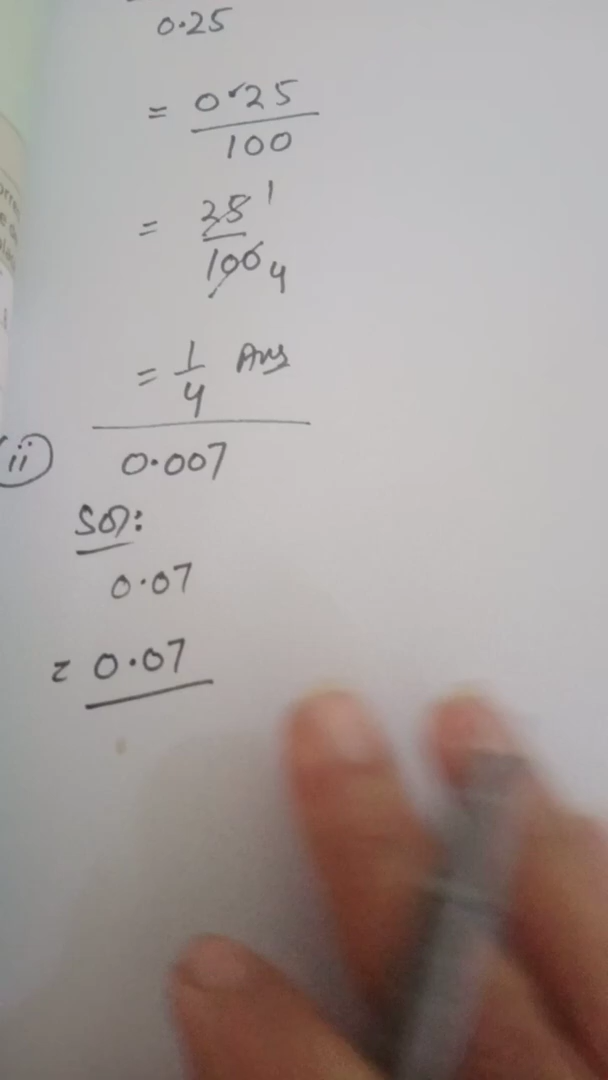 0.25
= 0.25
100
= 25 1
100 4
= 1 Ans
4
(ii) 0.007
Sol:
0.07
= 0.07